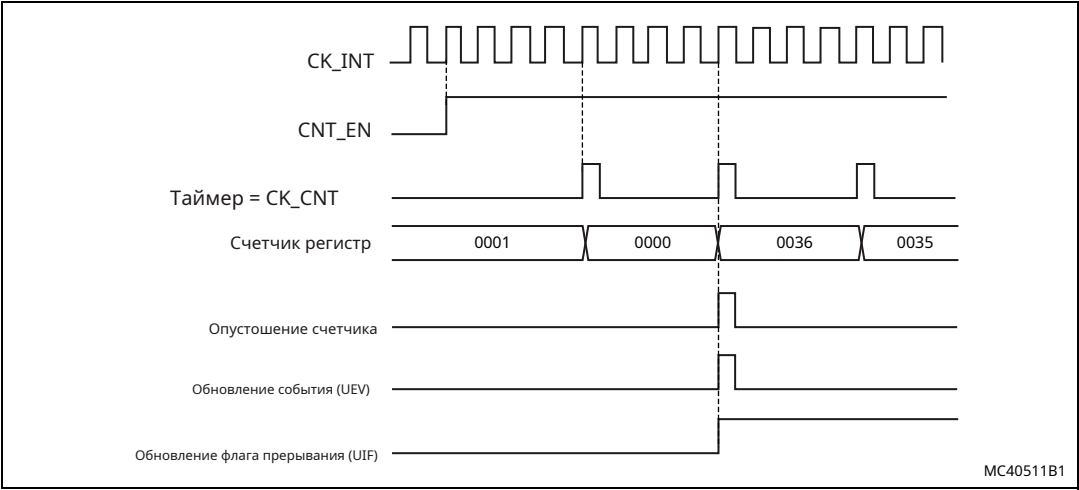 CK_INT
CNT_EN
Таймер = CK_CNT
Счетчик регистр
0001
0000
0036
0035
Опустошение счетчика
Обновление события (UEV)
Обновление флага прерывания (UIF)
MC40511B1